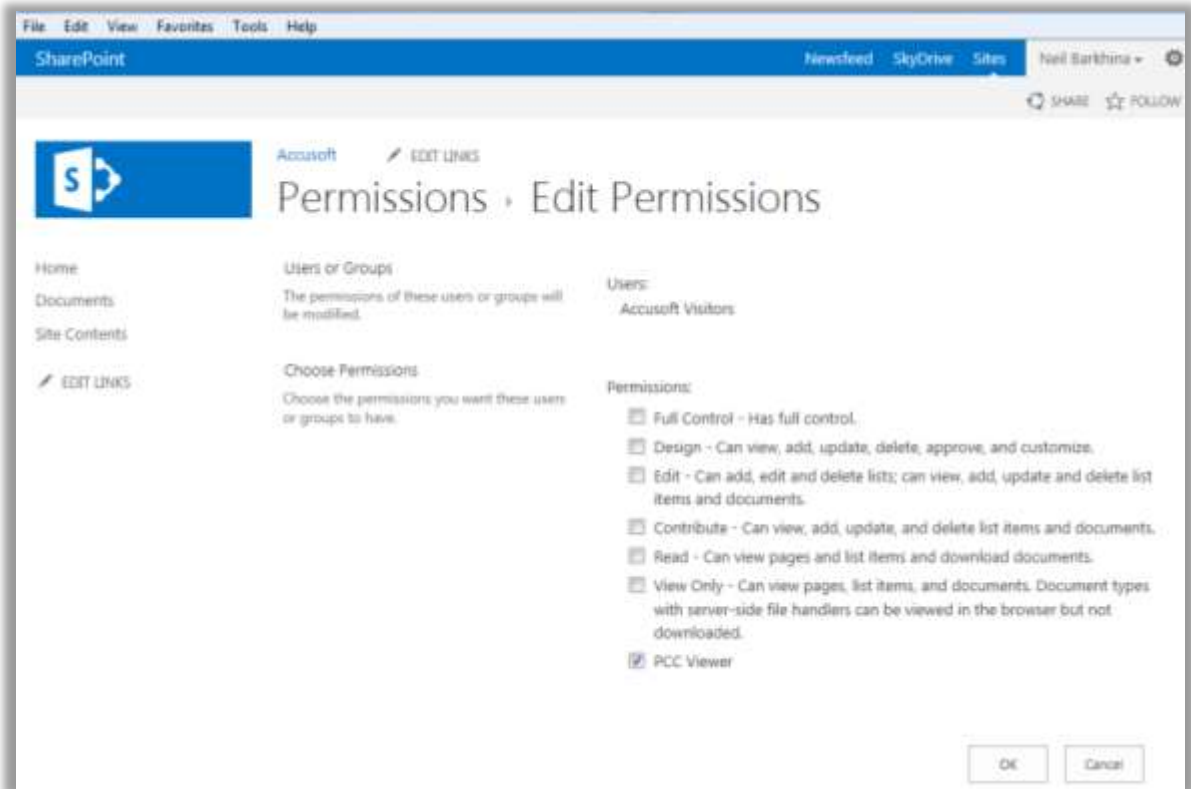 File Edit View Favorites Tools Help
SharePoint Newsfeed SkyDrive Sites Neil Barkhina
SHARE FOLLOW
S
Accusoft EDIT LINKS
Permissions › Edit Permissions
Home
Documents
Site Contents
EDIT LINKS
Users or Groups
The permissions of these users or groups will
be modified.
Users:
Accusoft Visitors
Choose Permissions
Choose the permissions you want these users
or groups to have.
Permissions:
Full Control - Has full control.
Design - Can view, add, update, delete, approve, and customize.
Edit - Can add, edit and delete lists; can view, add, update and delete list
items and documents.
Contribute - Can view, add, update, and delete list items and documents.
Read - Can view pages and list items and download documents.
View Only - Can view pages, list items, and documents. Document types
with server-side file handlers can be viewed in the browser but not
downloaded.
PCC Viewer
OK Cancel